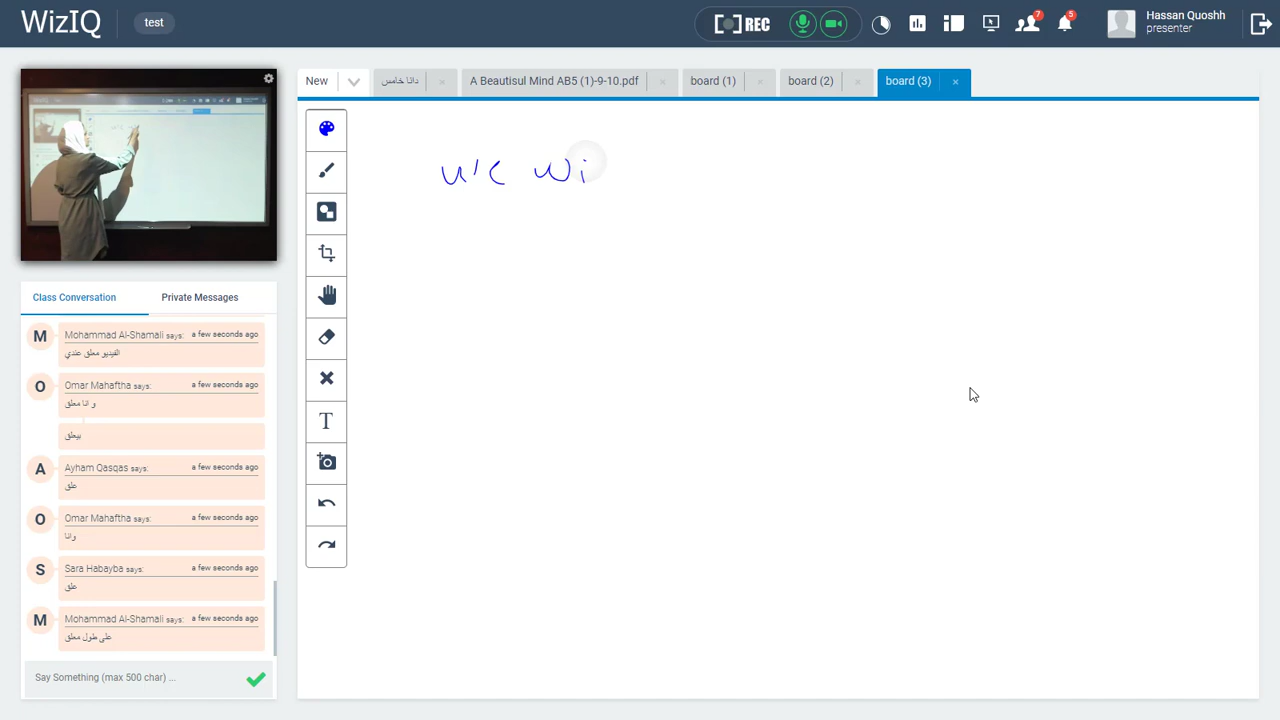 WizIQ
test
REC
7
5
Hassan Quoshh
presenter
New
داتا خامس
A Beautisul Mind AB5 (1)-9-10.pdf
board (1)
board (2)
board (3)
wi
Class Conversation
Private Messages
M
Mohammad Al-Shamali says:
a few seconds ago
الفيديو معلق عندي
O
Omar Mahaftha says:
a few seconds ago
و انا معلق
بيعلق
A
Ayham Qasqas says:
a few seconds ago
علق
O
Omar Mahaftha says:
a few seconds ago
وانا
S
Sara Habayba says:
a few seconds ago
علق
M
Mohammad Al-Shamali says:
a few seconds ago
على طول معلق
Say Something (max 500 char) ...
T